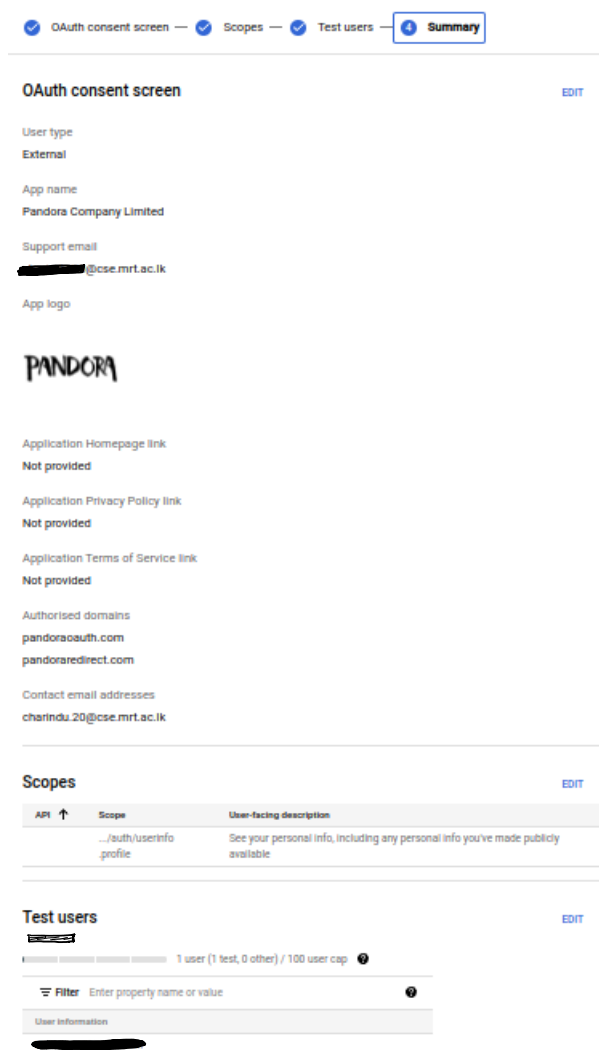 OAuth consent screen — Scopes — Test users — 4 Summary
OAuth consent screen EDIT
User type
External
App name
Pandora Company Limited
Support email
@cse.mrt.ac.lk
App logo
PANDORA
Application Homepage link
Not provided
Application Privacy Policy link
Not provided
Application Terms of Service link
Not provided
Authorised domains
pandoraoauth.com
pandoraredirect.com
Contact email addresses
charindu.20@cse.mrt.ac.lk
Scopes EDIT
API ↑ Scope User-facing description
.../auth/userinfo See your personal info, including any personal info you've made publicly
.profile available
Test users EDIT
1 user (1 test, 0 other) / 100 user cap ?
Filter Enter property name or value ?
User information